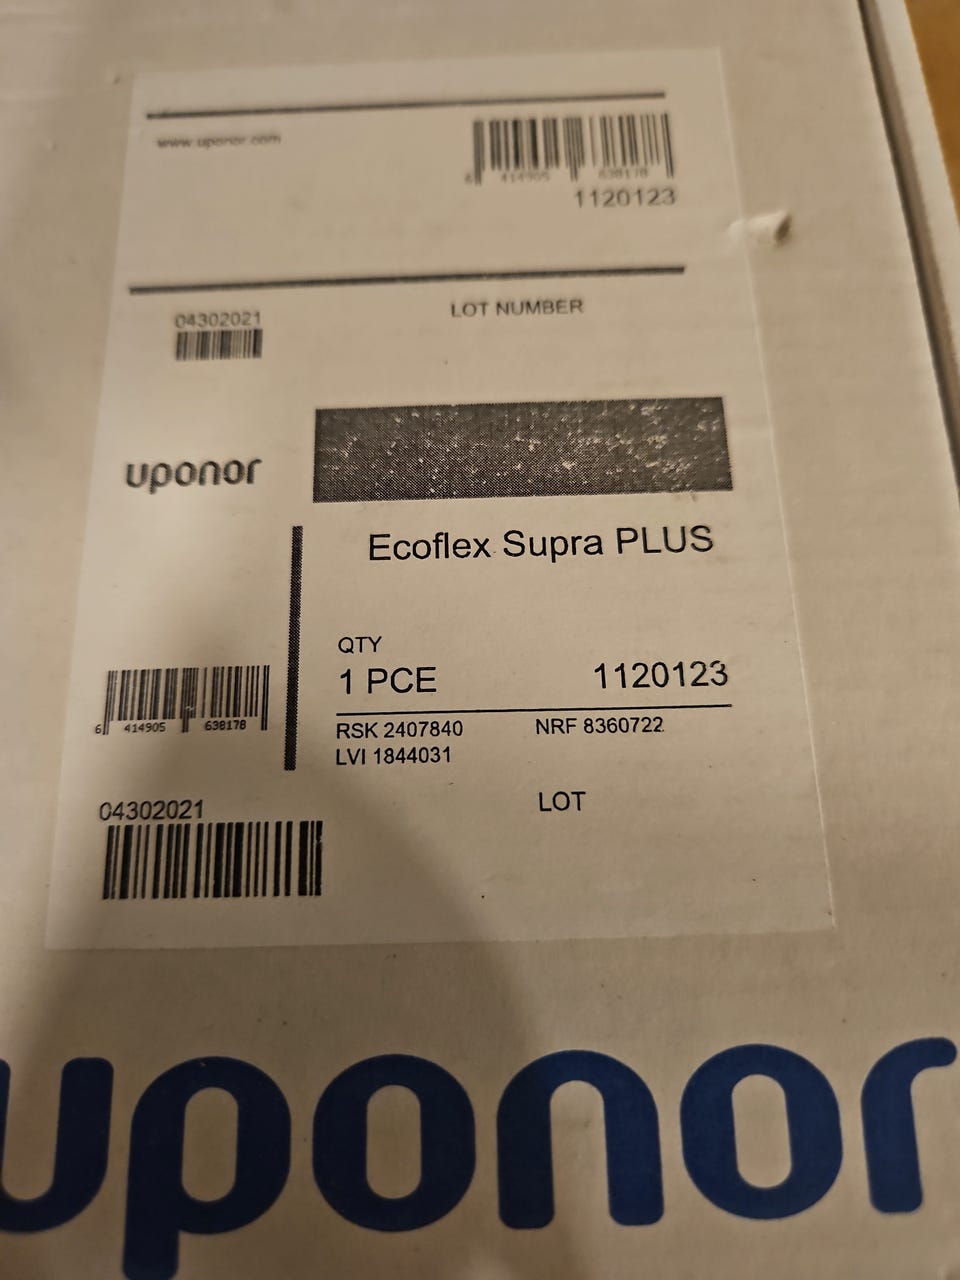 www.uponor.com
6 414905 638178
1120123
04302021
LOT NUMBER
uponor
Ecoflex Supra PLUS
QTY
1 PCE 1120123
6 414905 638178
RSK 2407840 NRF 8360722
LVI 1844031
04302021
LOT
uponor